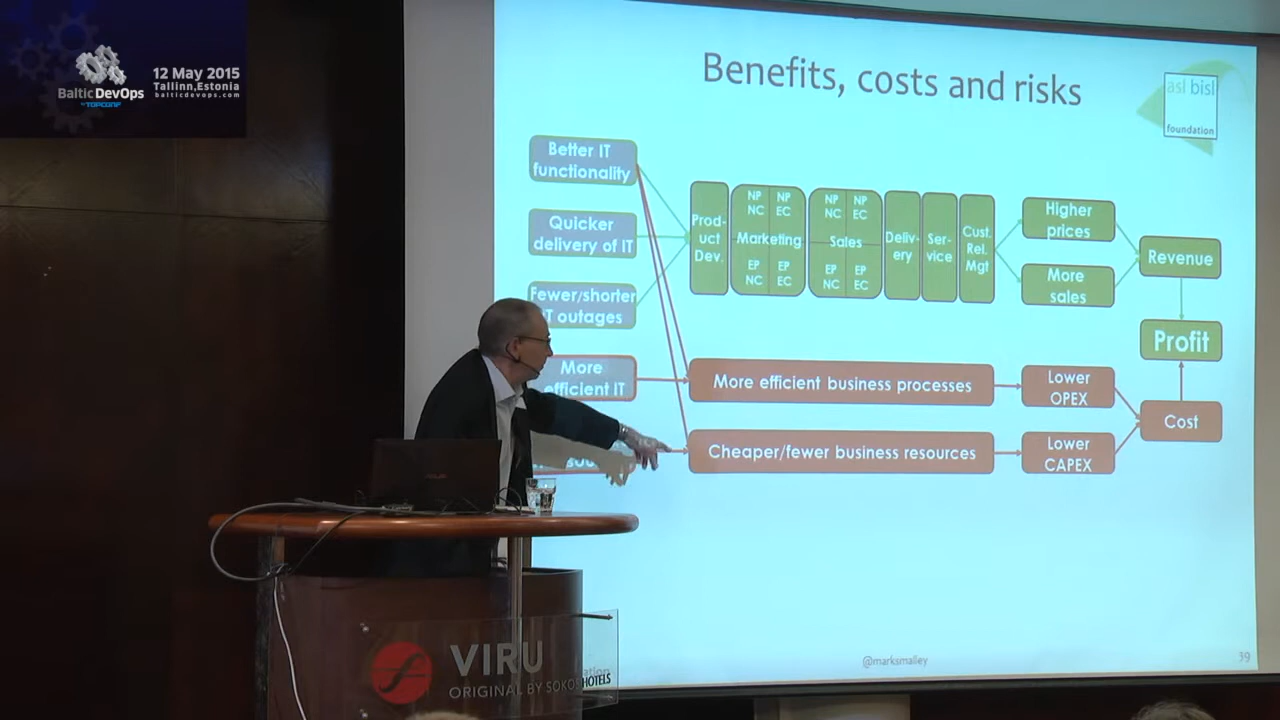 BalticDevOps
by TOPCONF
12 May 2015
Tallinn,Estonia
balticdevops.com
Benefits, costs and risks
asl bisl
foundation
Better IT
functionality
Quicker
delivery of IT
Fewer/shorter
IT outages
More
efficient IT
Prod-
uct
Dev.
NP NP
NC EC
Marketing
EP EP
NC EC
NP NP
NC EC
Sales
EP EP
NC EC
Deliv-
ery
Ser-
vice
Cust.
Rel.
Mgt
Higher
prices
More
sales
Revenue
Profit
More efficient business processes
Lower
OPEX
Cost
Cheaper/fewer business resources
Lower
CAPEX
@marksmalley
39
VIRU
ORIGINAL BY SOKOS HOTELS